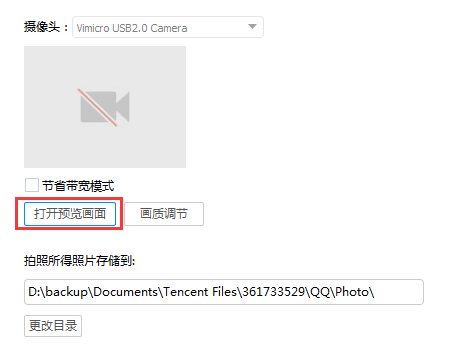 摄像头： Vimicro USB2.0 Camera
节省带宽模式
打开预览画面 画质调节
拍照所得照片存储到:
D:\backup\Documents\Tencent Files\361733529\QQ\Photo\
更改目录